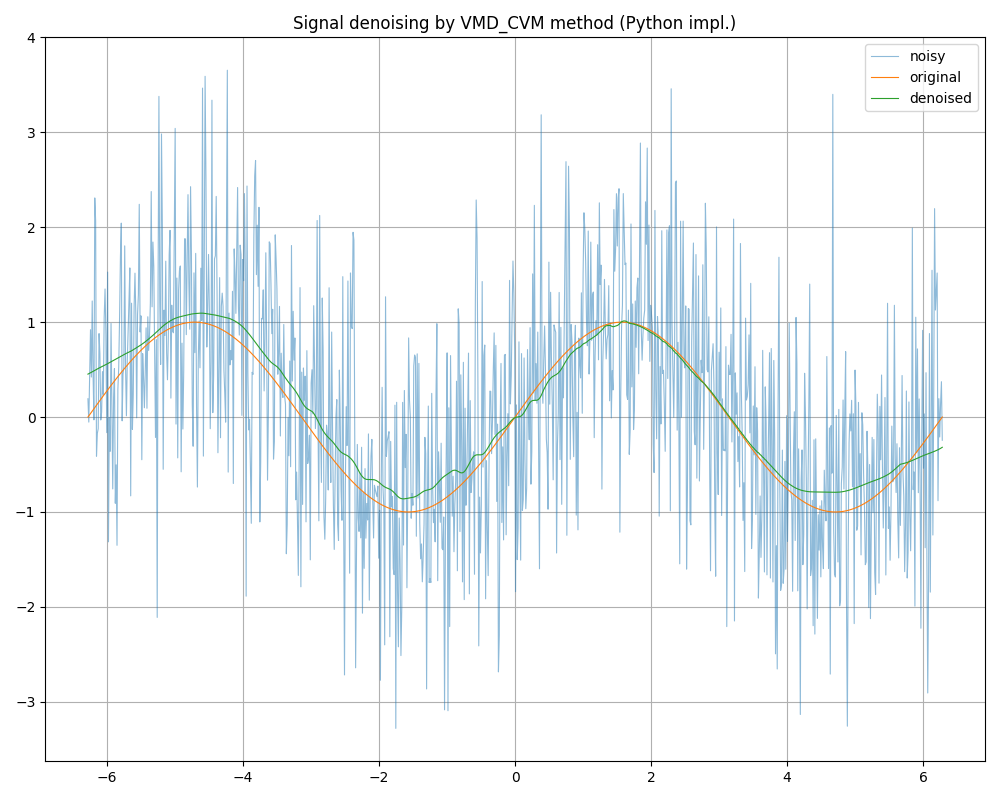 Signal denoising by VMD_CVM method (Python impl.)
noisy
original
denoised
4
3
2
1
0
−1
−2
−3
−6 −4 −2 0 2 4 6